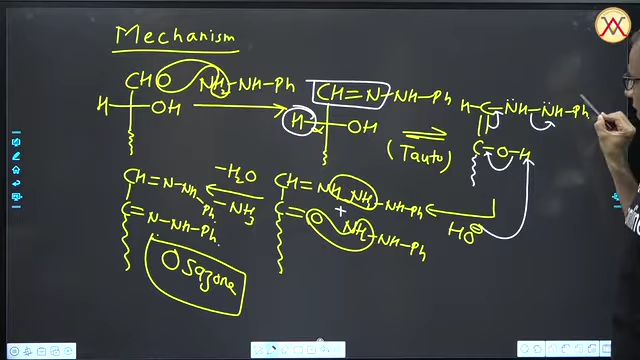 Mechanism
CHO NH2-NH-Ph
H OH
CH=N-NH-Ph
H OH
(Tauto)
H-C=NH-NH-Ph
C=O-H
HO⊖
CH=NH NH2-NH-Ph
+
C=O NH2-NH-Ph
-H2O
-NH3
CH=N-NH-Ph
C=N-NH-Ph
Osazone